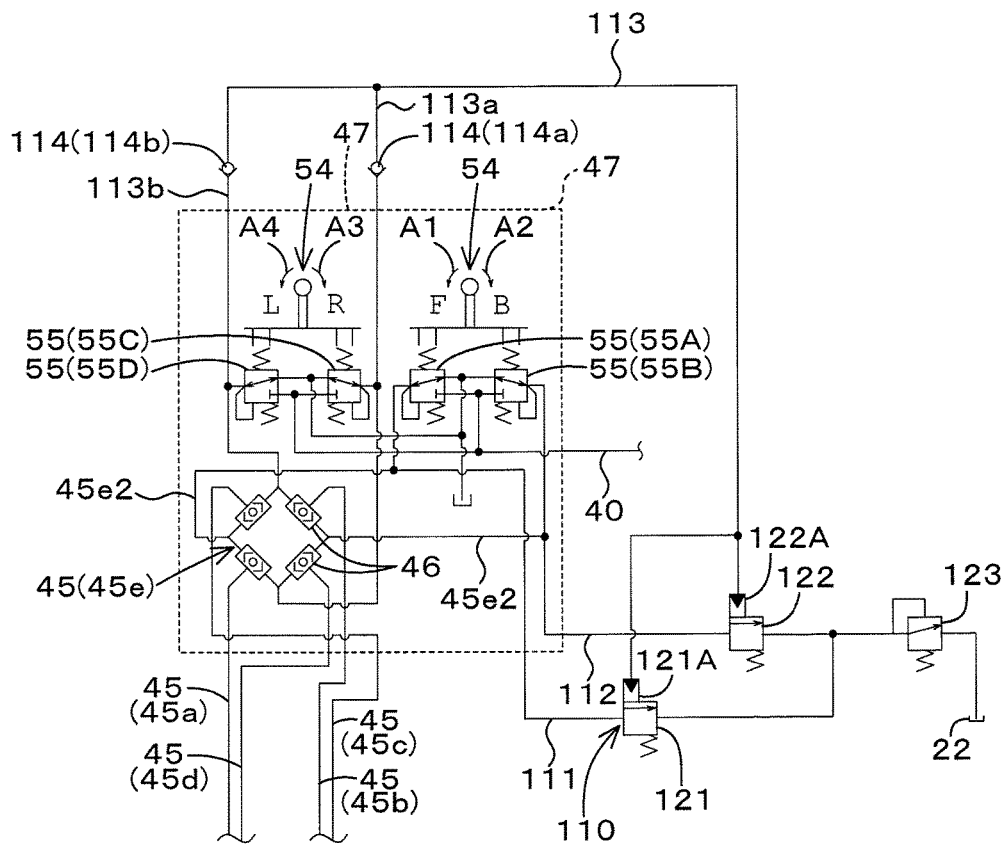 113
113a
47
114(114a)
114(114b)
54
54
47
113b
A4
A3
A1
A2
L
R
F
B
55(55C)
55(55A)
55(55D)
55(55B)
45e2
40
122A
46
122
123
45(45e)
45e2
121A
112
45
(45a)
45
(45c)
22
111
45
(45d)
45
(45b)
121
110